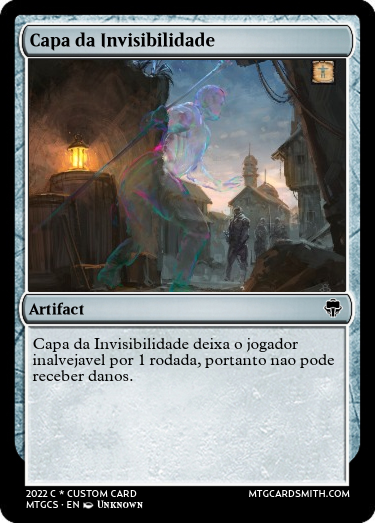 Capa da Invisibilidade
Artifact
Capa da Invisibilidade deixa o jogador
inalvejavel por 1 rodada, portanto nao pode
receber danos.
2022 C * CUSTOM CARD
MTGCARDSMITH.COM
MTGCS · EN Unknown